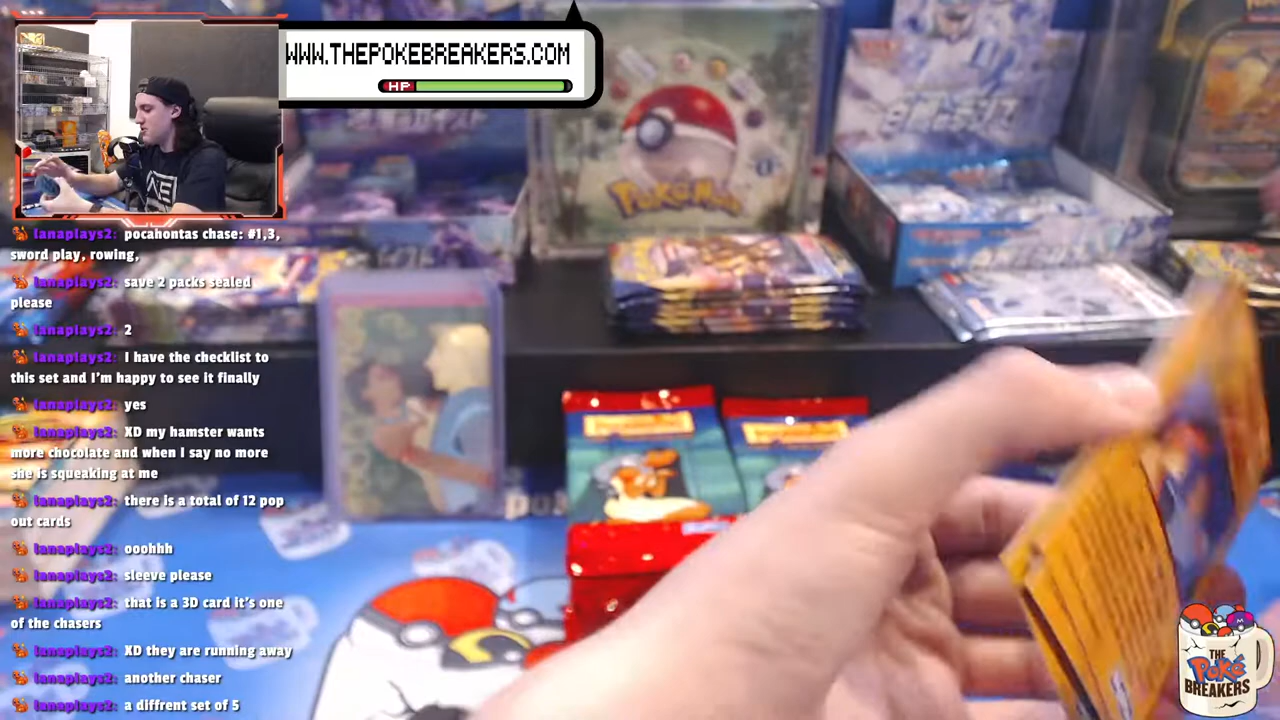 WWW.THEPOKEBREAKERS.COM
HP
lanaplays2: pocahontas chase: #1,3,
sword play, rowing,
lanaplays2: save 2 packs sealed
please
lanaplays2: 2
lanaplays2: I have the checklist to
this set and I'm happy to see it finally
lanaplays2: yes
lanaplays2: XD my hamster wants
more chocolate and when I say no more
she is squeaking at me
lanaplays2: there is a total of 12 pop
out cards
lanaplays2: ooohhh
lanaplays2: sleeve please
lanaplays2: that is a 3D card it's one
of the chasers
lanaplays2: XD they are running away
lanaplays2: another chaser
lanaplays2: a diffrent set of 5
POKéMON
THE
Poké
BREAKERS